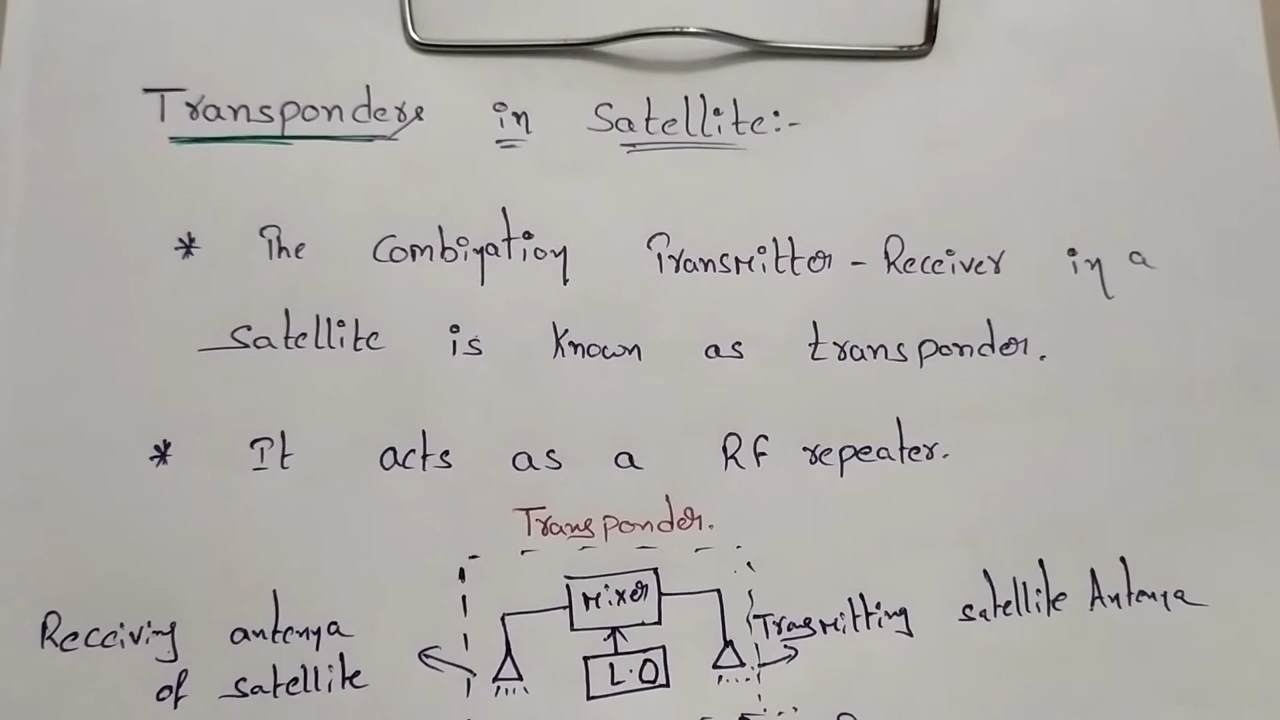 Transponders in Satellite:-
* The Combination Transmitter - Receiver in a
satellite is known as transponder.
* It acts as a RF repeater.
Transponder.
Mixer
L.O
Receiving antenna
of satellite
Transmitting satellite Antenna